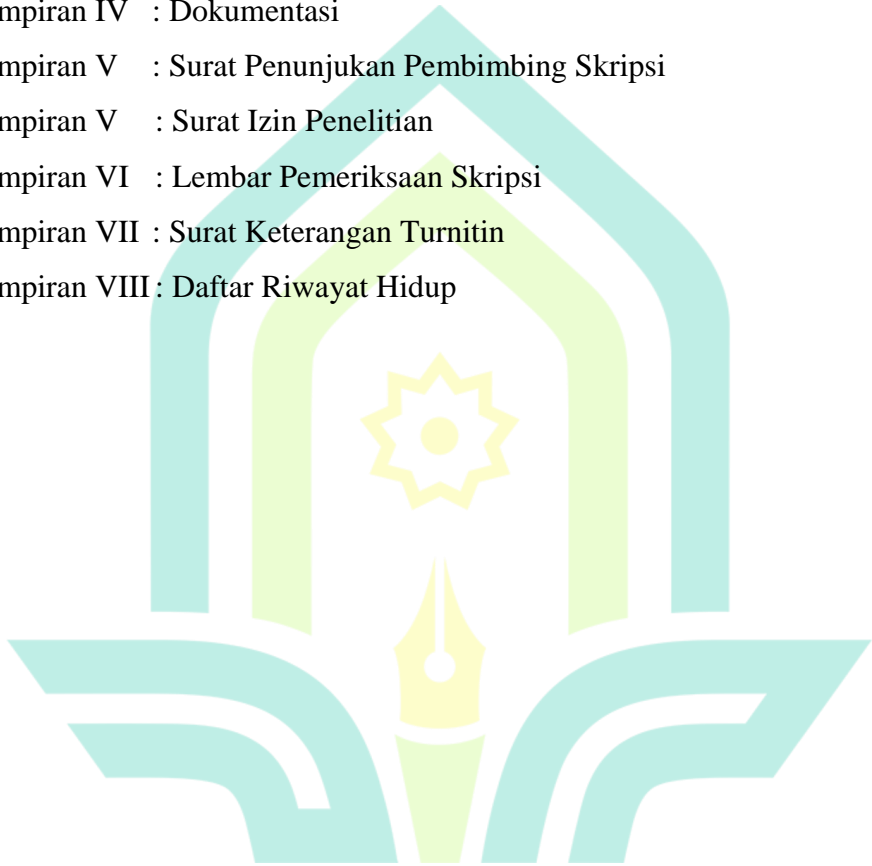 mpiran IV : Dokumentasi
mpiran V : Surat Penunjukan Pembimbing Skripsi
mpiran V : Surat Izin Penelitian
mpiran VI : Lembar Pemeriksaan Skripsi
mpiran VII : Surat Keterangan Turnitin
mpiran VIII : Daftar Riwayat Hidup